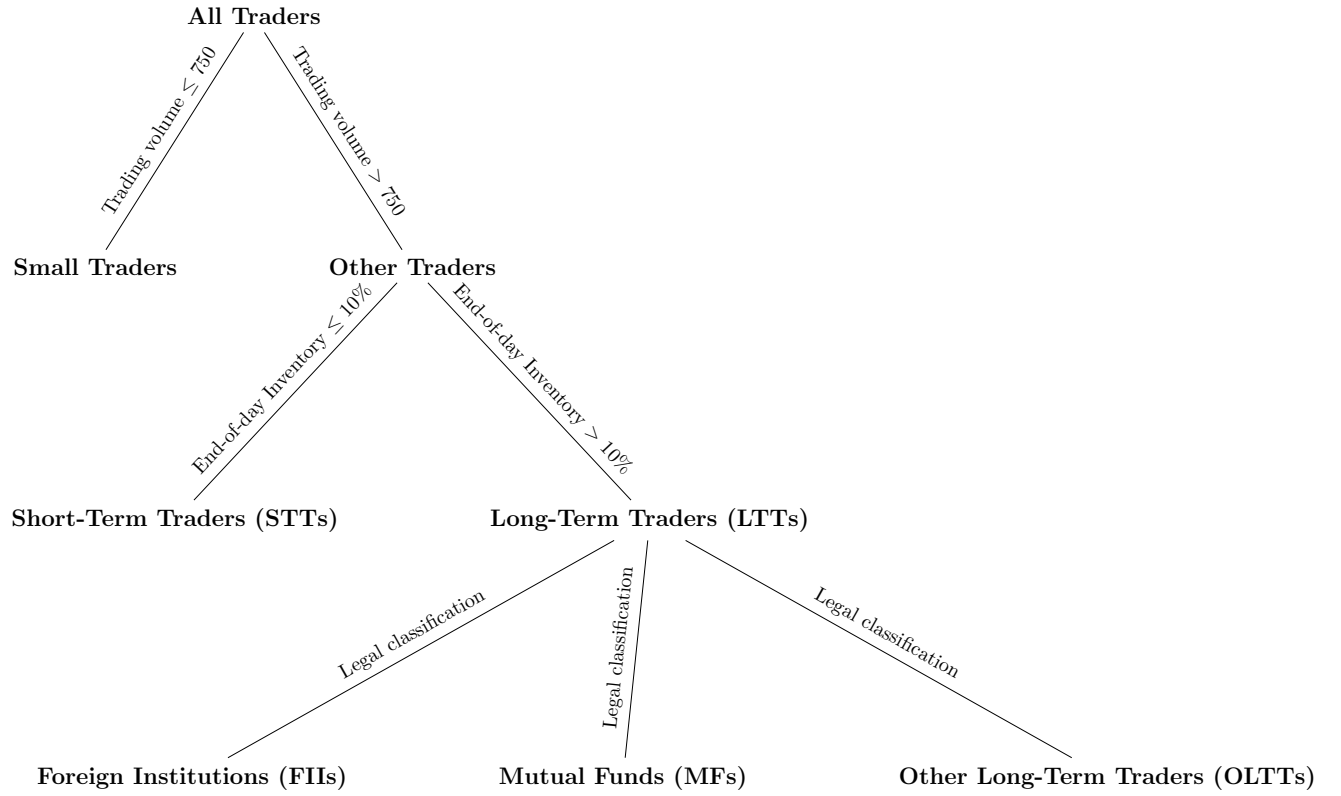 All Traders
Trading volume ≤ 750
Trading volume > 750
Small Traders
Other Traders
End-of-day Inventory ≤ 10%
End-of-day Inventory > 10%
Short-Term Traders (STTs)
Long-Term Traders (LTTs)
Legal classification
Legal classification
Legal classification
Foreign Institutions (FIIs)
Mutual Funds (MFs)
Other Long-Term Traders (OLTTs)